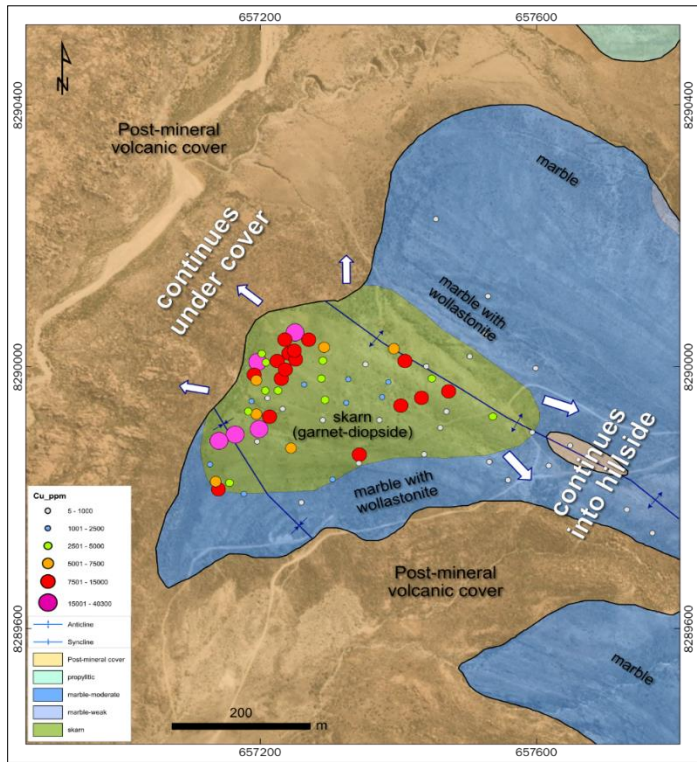 657200
657600
8290400
8290400
N
Post-mineral
volcanic cover
marble
continues
under cover
marble with
wollastonite
8290000
8290000
skarn
(garnet-diopside)
continues
into hillside
marble with
wollastonite
Cu_ppm
5 - 1000
1001 - 2500
2501 - 5000
5001 - 7500
7501 - 15000
15001 - 40300
Anticline
Syncline
Post-mineral cover
propylitic
marble-moderate
marble-weak
skarn
Post-mineral
volcanic cover
8289600
8289600
marble
200
m
657200
657600